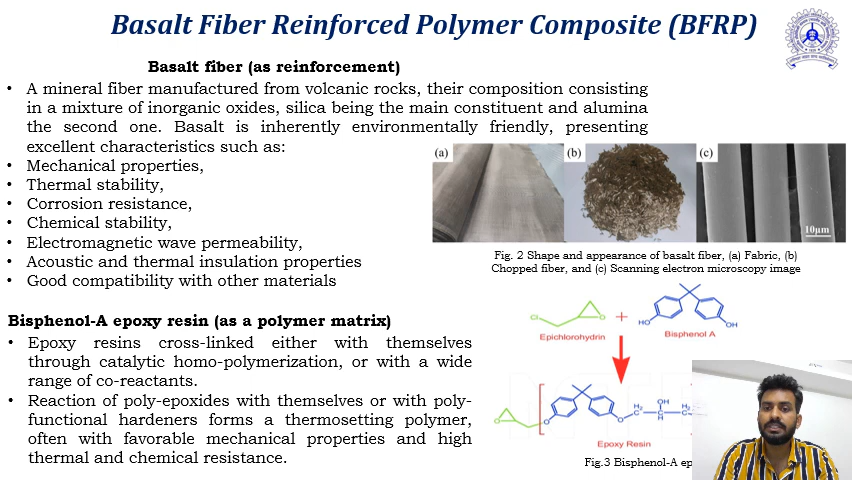 Basalt Fiber Reinforced Polymer Composite (BFRP)
Basalt fiber (as reinforcement)
• A mineral fiber manufactured from volcanic rocks, their composition consisting
in a mixture of inorganic oxides, silica being the main constituent and alumina
the second one. Basalt is inherently environmentally friendly, presenting
excellent characteristics such as:
• Mechanical properties,
• Thermal stability,
• Corrosion resistance,
• Chemical stability,
• Electromagnetic wave permeability,
• Acoustic and thermal insulation properties
• Good compatibility with other materials
(a)
(b)
(c)
10μm
Fig. 2 Shape and appearance of basalt fiber, (a) Fabric, (b)
Chopped fiber, and (c) Scanning electron microscopy image
Bisphenol-A epoxy resin (as a polymer matrix)
• Epoxy resins cross-linked either with themselves
through catalytic homo-polymerization, or with a wide
range of co-reactants.
• Reaction of poly-epoxides with themselves or with poly-
functional hardeners forms a thermosetting polymer,
often with favorable mechanical properties and high
thermal and chemical resistance.
Cl
O
+
HO
OH
Epichlorohydrin
Bisphenol A
O
O
O
H₂
C
OH
C
H
H₂
C
Epoxy Resin
Fig.3 Bisphenol-A ep